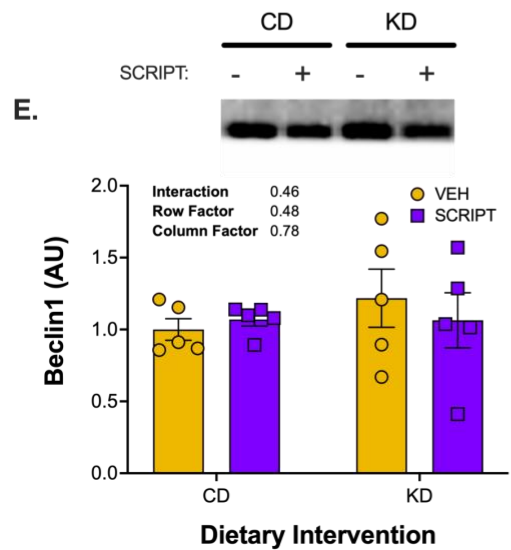 CD KD
SCRIPT: - + - +
E.
2.0
Interaction 0.46
Row Factor 0.48
Column Factor 0.78
VEH
SCRIPT
1.5
1.0
0.5
0.0
Beclin1 (AU)
CD KD
Dietary Intervention